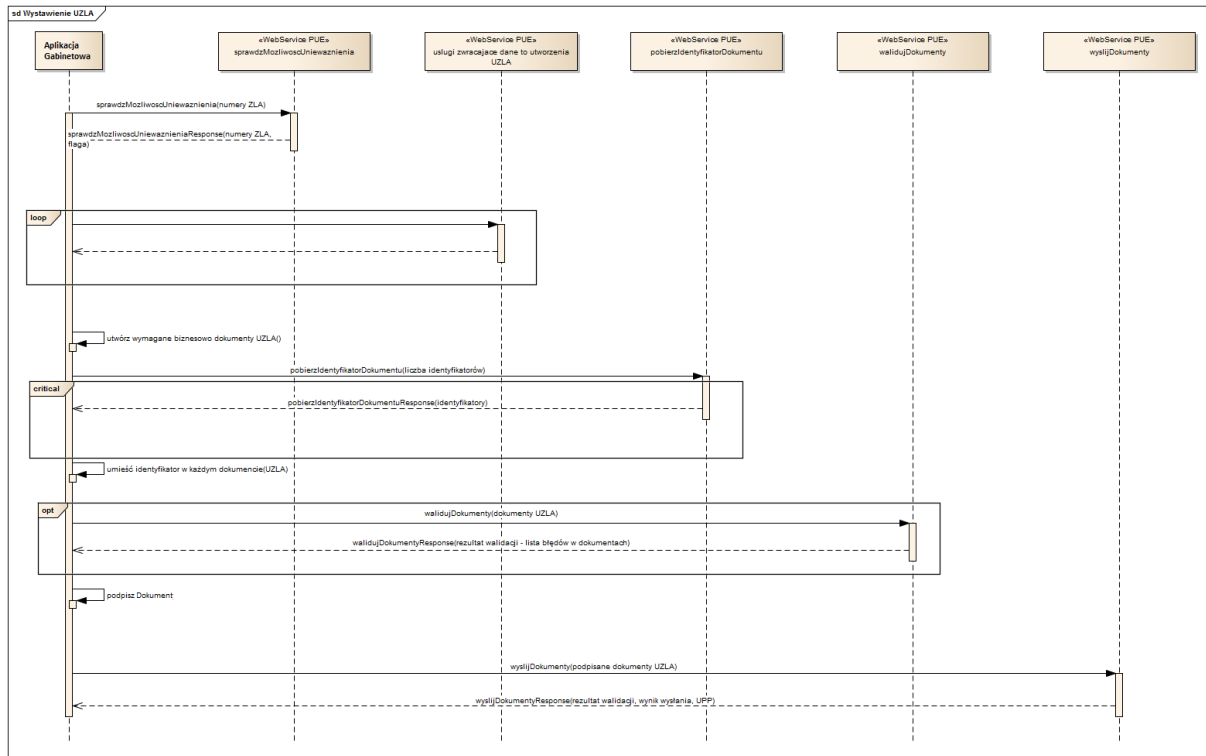 sd Wystawienie UZLA
Aplikacja
Gabinetowa
«WebService PUE»
sprawdzMozliwoscUniewaznienia
«WebService PUE»
uslugi zwracajace dane to utworzenia
UZLA
«WebService PUE»
pobierzIdentyfikatorDokumentu
«WebService PUE»
walidujDokumenty
«WebService PUE»
wyslijDokumenty
sprawdzMozliwoscUniewaznienia(numery ZLA)
sprawdzMozliwoscUniewaznieniaResponse(numery ZLA,
flaga)
loop
utwórz wymagane biznesowo dokumenty UZLA()
pobierzIdentyfikatorDokumentu(liczba identyfikatorów)
critical
pobierzIdentyfikatorDokumentuResponse(identyfikatory)
umieść identyfikator w każdym dokumencie(UZLA)
opt
walidujDokumenty(dokumenty UZLA)
walidujDokumentyResponse(rezultat walidacji - lista błędów w dokumentach)
podpisz Dokument
wyslijDokumenty(podpisane dokumenty UZLA)
wyslijDokumentyResponse(rezultat walidacji, wynik wysłania, UPP)